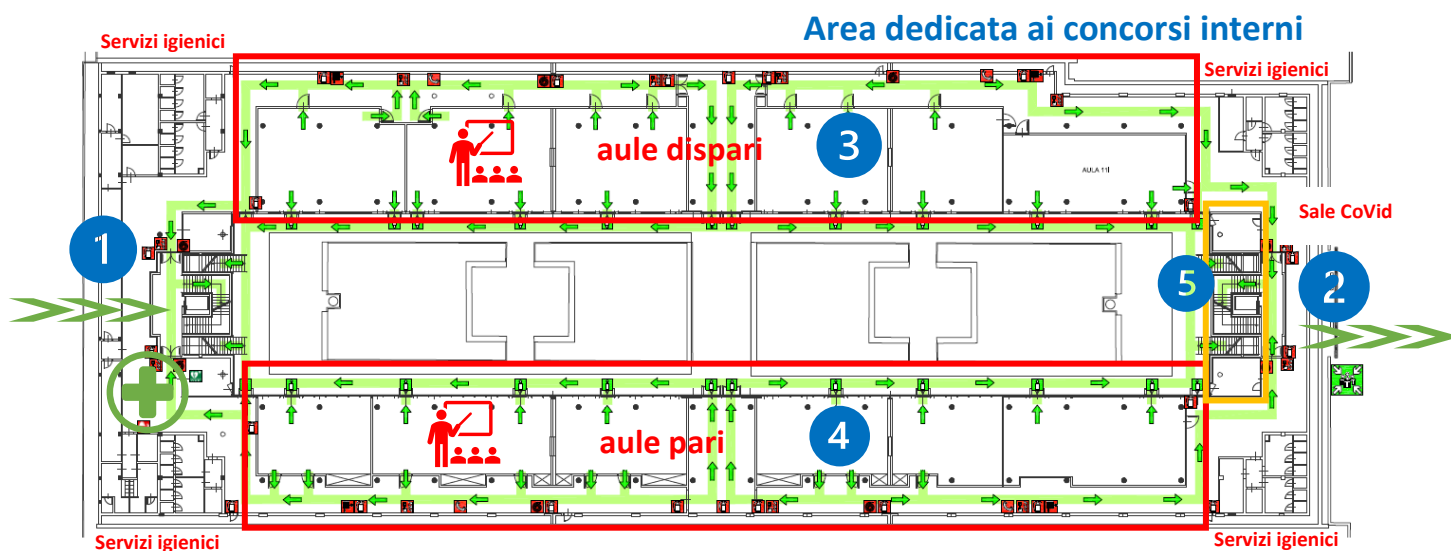 Area dedicata ai concorsi interni
Servizi igienici
Servizi igienici
aule dispari
3
AULA 11
Sale CoVid
1
5
2
aule pari
4
Servizi igienici
Servizi igienici